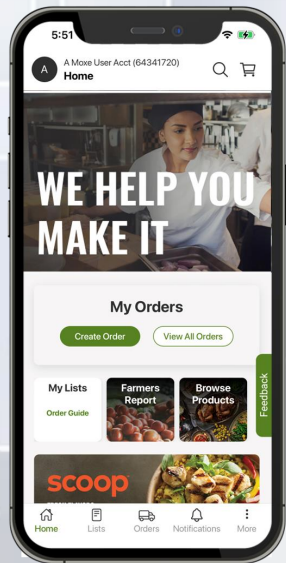 5:51
A
A Moxe User Acct (64341720)
Home
WE HELP YOU
MAKE IT
My Orders
Create Order
View All Orders
My Lists
Order Guide
Farmers
Report
Browse
Products
Feedback
scoop
Home
Lists
Orders
Notifications
More